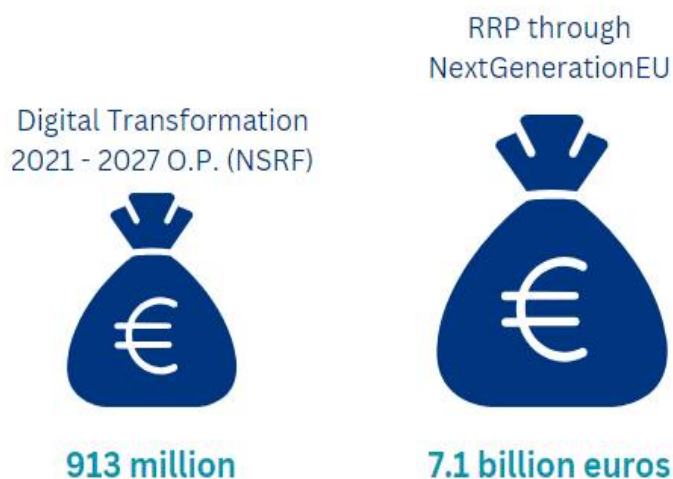 Digital Transformation
2021 - 2027 O.P. (NSRF)
€
913 million
RRP through
NextGenerationEU
€
7.1 billion euros